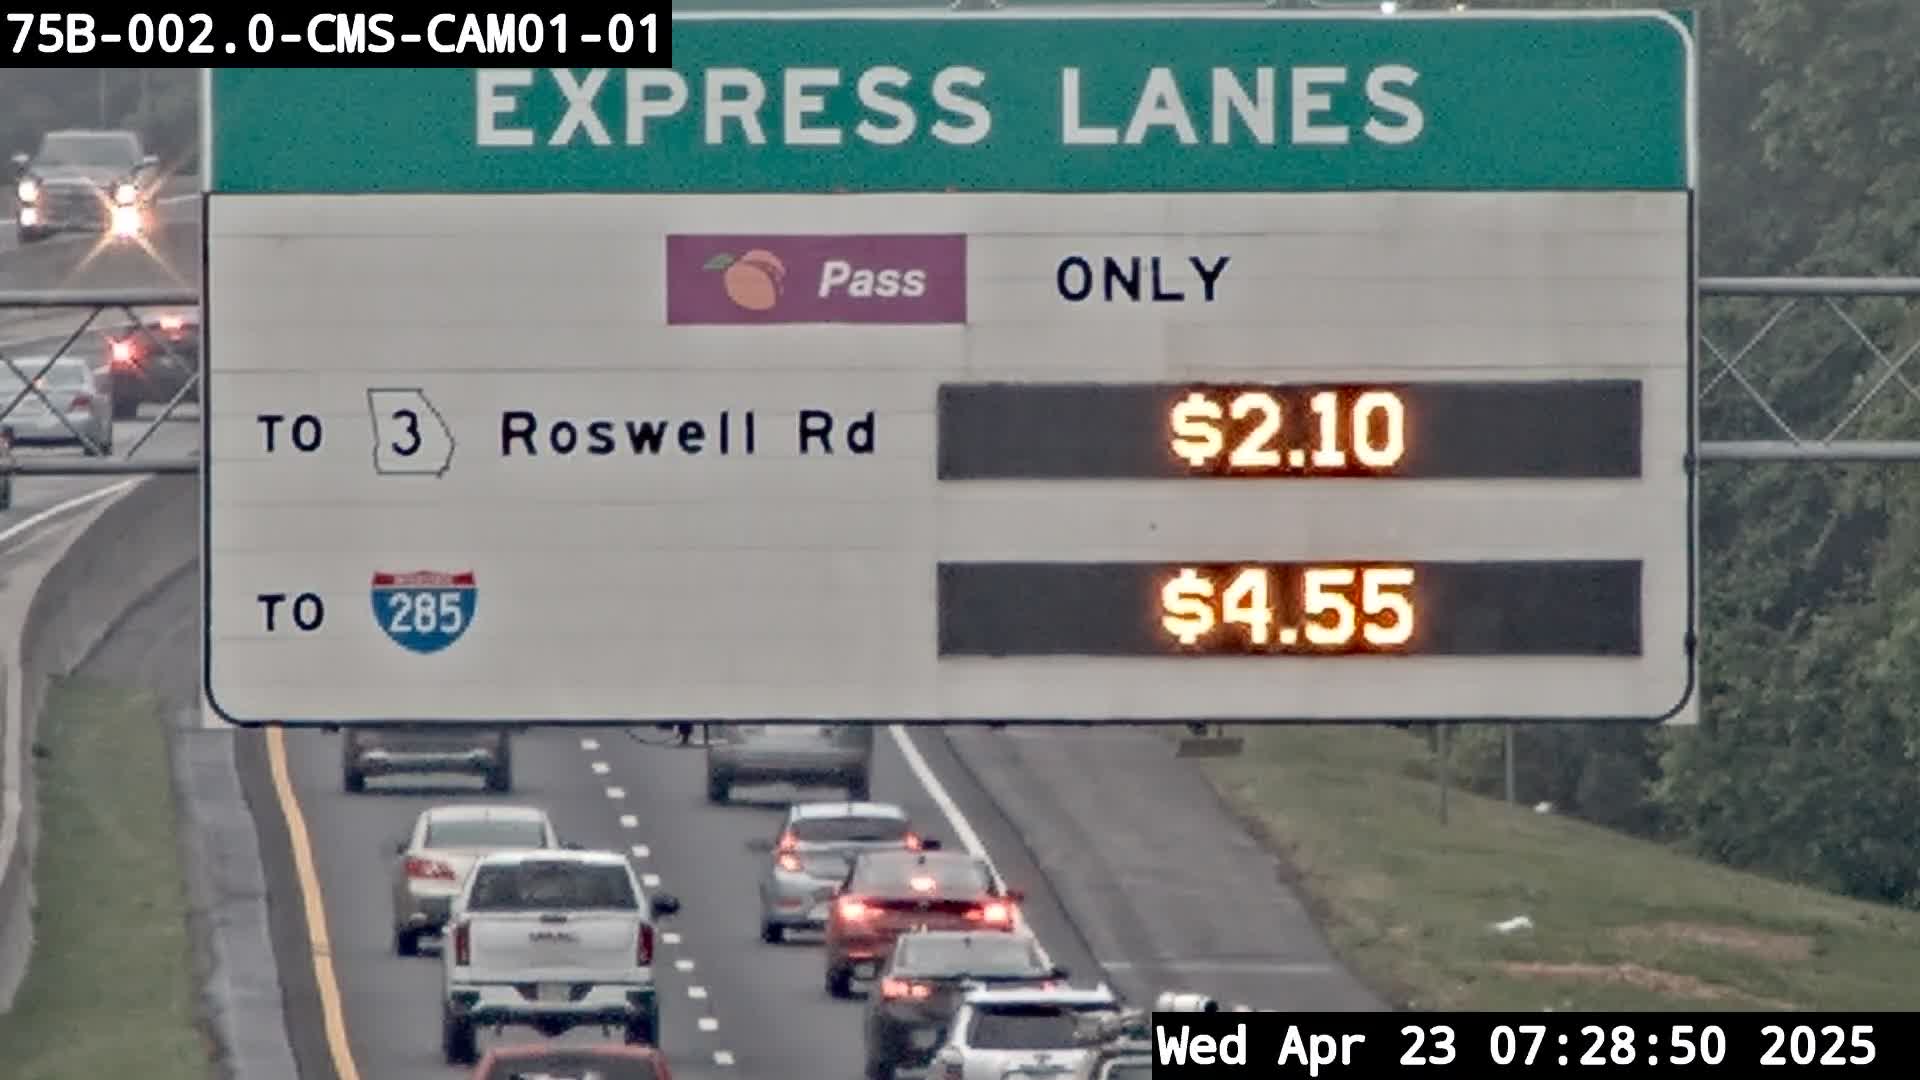 75B-002.0-CMS-CAM01-01
EXPRESS LANES
Pass ONLY
TO 3 Roswell Rd $2.10
TO 285 $4.55
Wed Apr 23 07:28:50 2025